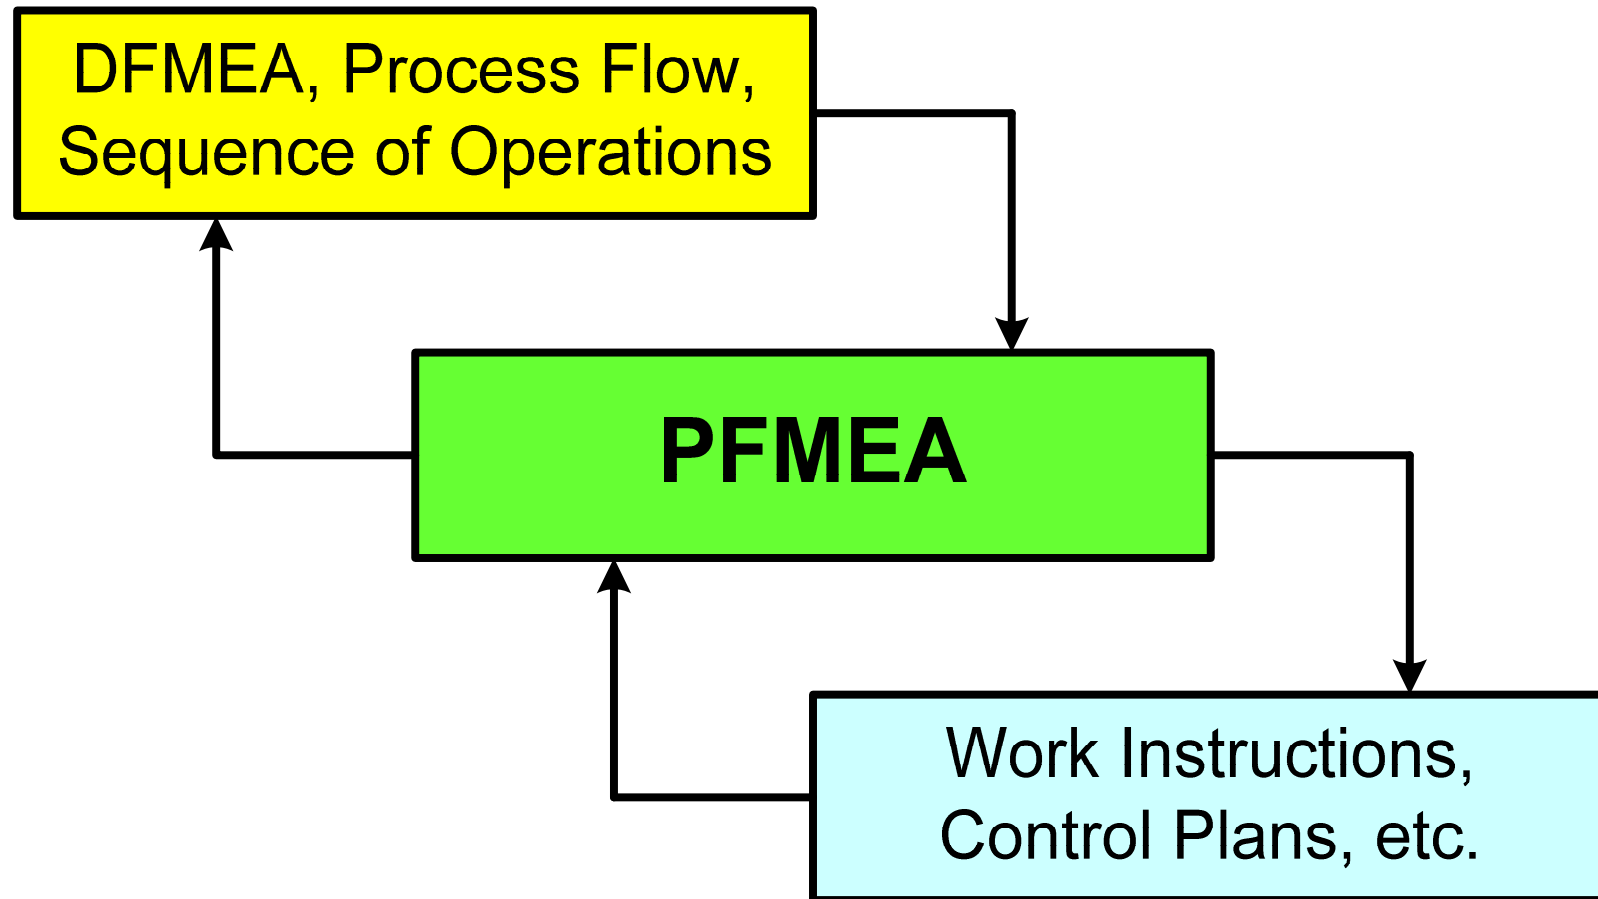 DFMEA, Process Flow,
Sequence of Operations
PFMEA
Work Instructions,
Control Plans, etc.